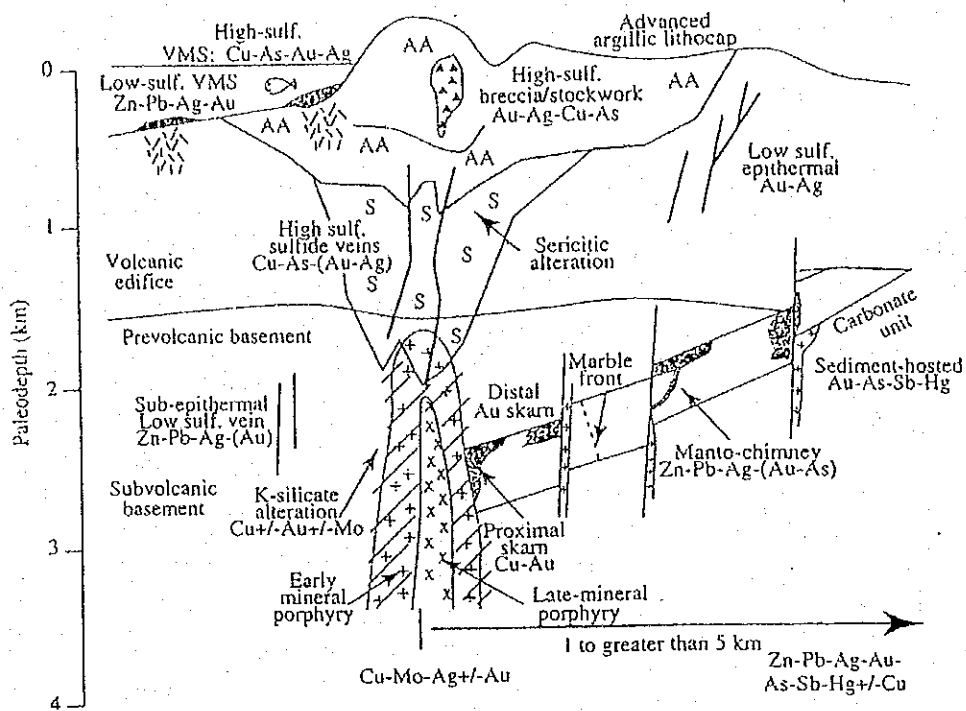 High-sulf.
VMS: Cu-As-Au-Ag
Advanced
argillic lithocap
0
Low-sulf. VMS
Zn-Pb-Ag-Au
AA
High-sulf.
breccia/stockwork
Au-Ag-Cu-As
AA
AA
AA
AA
Low sulf.
epithermal
Au-Ag
S
S
S
1
High sulf.
sulfide veins
Cu-As-(Au-Ag)
Sericitic
alteration
S
S
S
Volcanic
edifice
Prevolcanic basement
Paleodepth (km)
Carbonate
unit
Marble
front
Sediment-hosted
Au-As-Sb-Hg
2
Distal
Au skarn
Sub-epithermal
Low sulf. vein
Zn-Pb-Ag-(Au)
Manto-chimney
Zn-Pb-Ag-(Au-As)
K-silicate
alteration
Cu+/-Au+/-Mo
Subvolcanic
basement
Proximal
skarn
Cu-Au
3
Early
mineral
porphyry
Late-mineral
porphyry
1 to greater than 5 km
Cu-Mo-Ag+/-Au
Zn-Pb-Ag-Au-
As-Sb-Hg+/-Cu
4